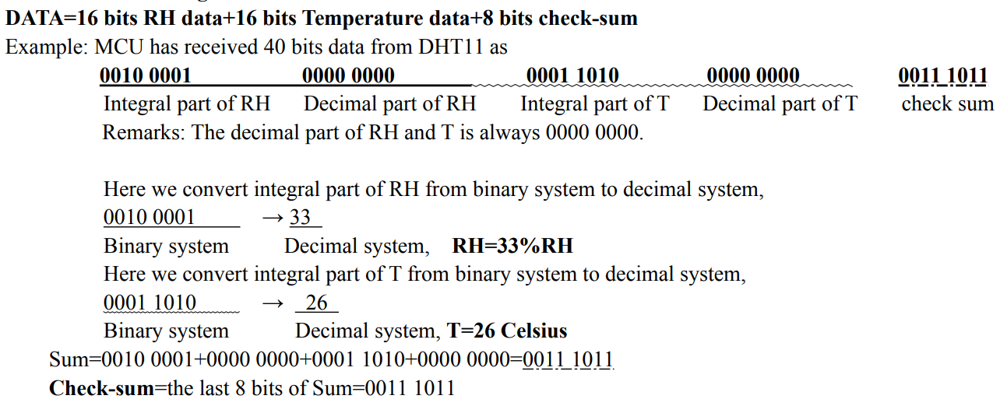 DATA=16 bits RH data+16 bits Temperature data+8 bits check-sum
Example: MCU has received 40 bits data from DHT11 as
0010 0001 0000 0000 0001 1010 0000 0000 0011 1011
Integral part of RH Decimal part of RH Integral part of T Decimal part of T check sum
Remarks: The decimal part of RH and T is always 0000 0000.
Here we convert integral part of RH from binary system to decimal system,
0010 0001 → 33
Binary system Decimal system, RH=33%RH
Here we convert integral part of T from binary system to decimal system,
0001 1010 → 26
Binary system Decimal system, T=26 Celsius
Sum=0010 0001+0000 0000+0001 1010+0000 0000=0011 1011
Check-sum=the last 8 bits of Sum=0011 1011